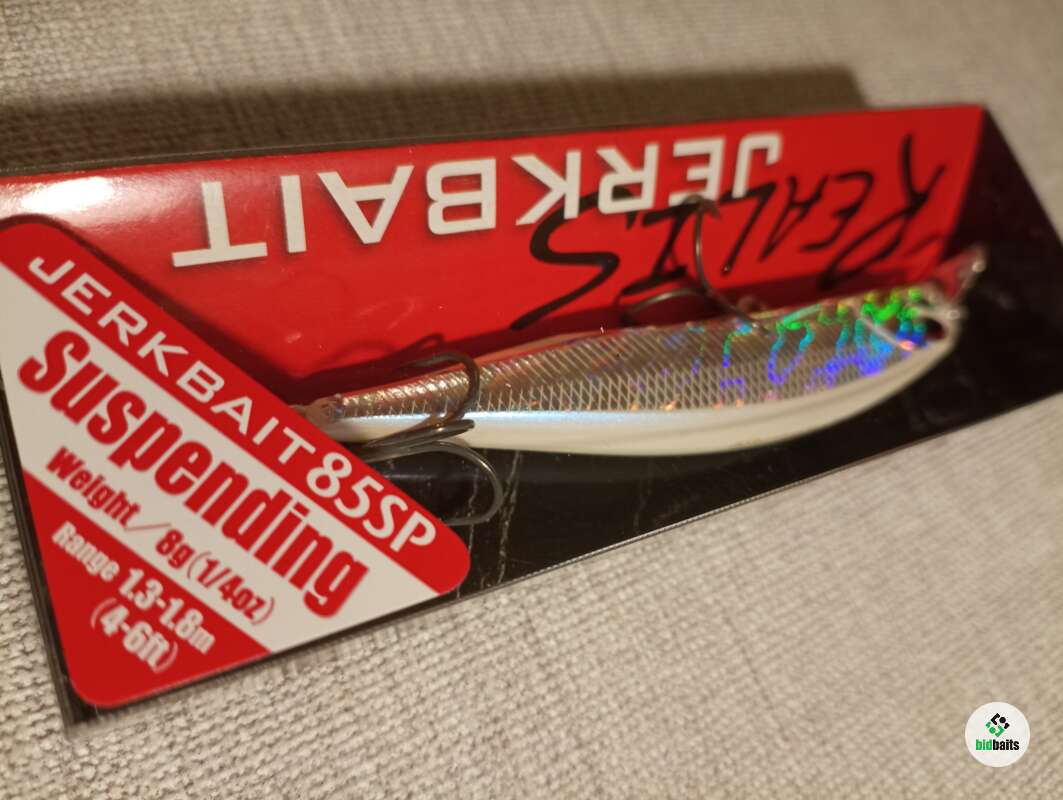 REALIS
JERKBAIT
JERKBAIT 85SP
Suspending
Weight/8g(1/4oz)
Range 1.3-1.8m
(4-6ft)
bidbaits